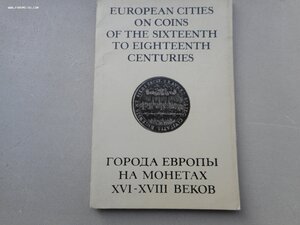 EUROPEAN CITIES
ON COINS
OF THE SIXTEENTH
TO EIGHTEENTH
CENTURIES
ГОРОДА ЕВРОПЫ
НА МОНЕТАХ
XVI-XVIII ВЕКОВ